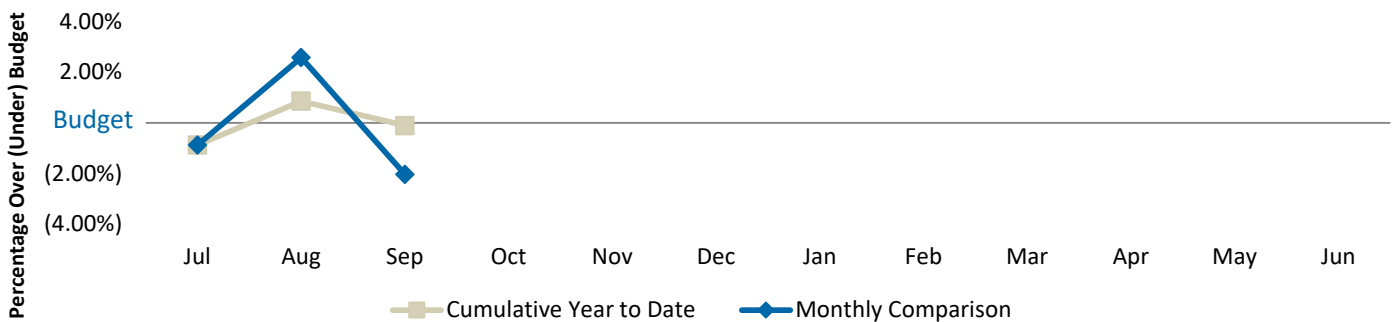 Percentage Over (Under) Budget
4.00%
2.00%
Budget
(2.00%)
(4.00%)
Jul Aug Sep Oct Nov Dec Jan Feb Mar Apr May Jun
Cumulative Year to Date Monthly Comparison